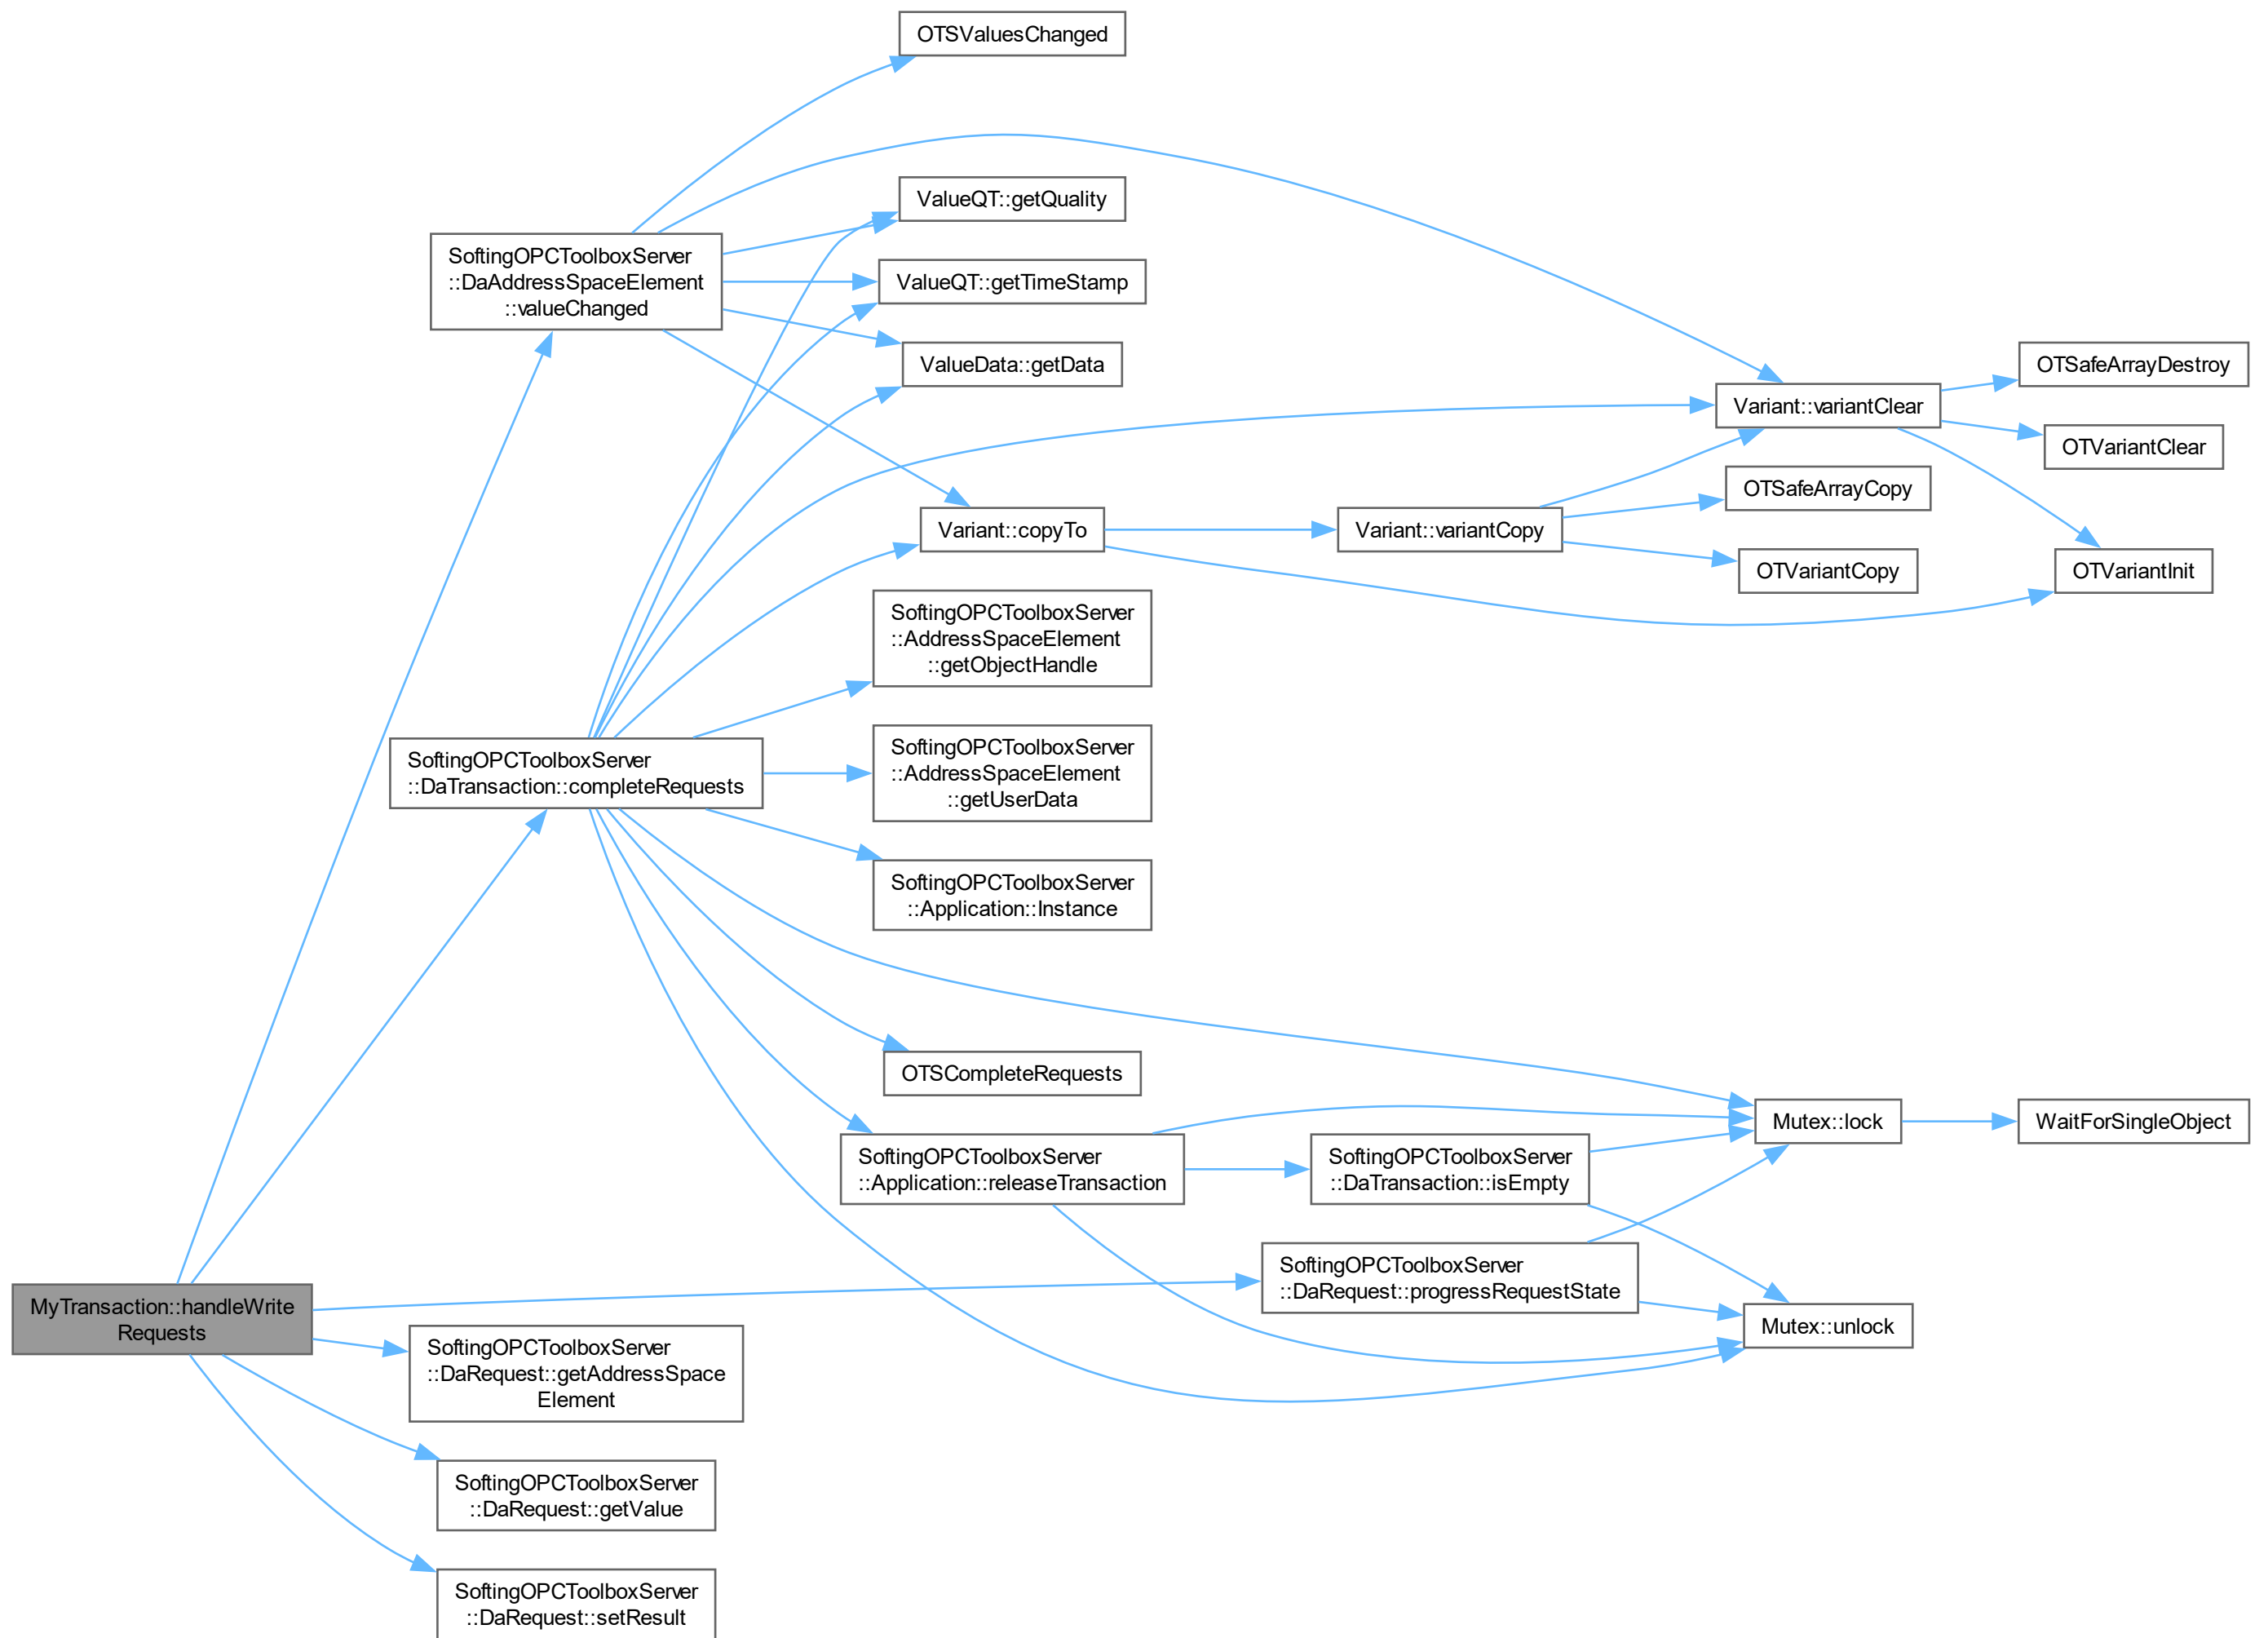 OTSValuesChanged
ValueQT::getQuality
SoftingOPCToolboxServer
::DaAddressSpaceElement
::valueChanged
ValueQT::getTimeStamp
ValueData::getData
OTSafeArrayDestroy
Variant::variantClear
OTVariantClear
OTSafeArrayCopy
Variant::copyTo
Variant::variantCopy
OTVariantCopy
OTVariantInit
SoftingOPCToolboxServer
::AddressSpaceElement
::getObjectHandle
SoftingOPCToolboxServer
::DaTransaction::completeRequests
SoftingOPCToolboxServer
::AddressSpaceElement
::getUserData
SoftingOPCToolboxServer
::Application::Instance
OTSCompleteRequests
Mutex::lock
WaitForSingleObject
SoftingOPCToolboxServer
::Application::releaseTransaction
SoftingOPCToolboxServer
::DaTransaction::isEmpty
SoftingOPCToolboxServer
::DaRequest::progressRequestState
Mutex::unlock
MyTransaction::handleWrite
Requests
SoftingOPCToolboxServer
::DaRequest::getAddressSpace
Element
SoftingOPCToolboxServer
::DaRequest::getValue
SoftingOPCToolboxServer
::DaRequest::setResult